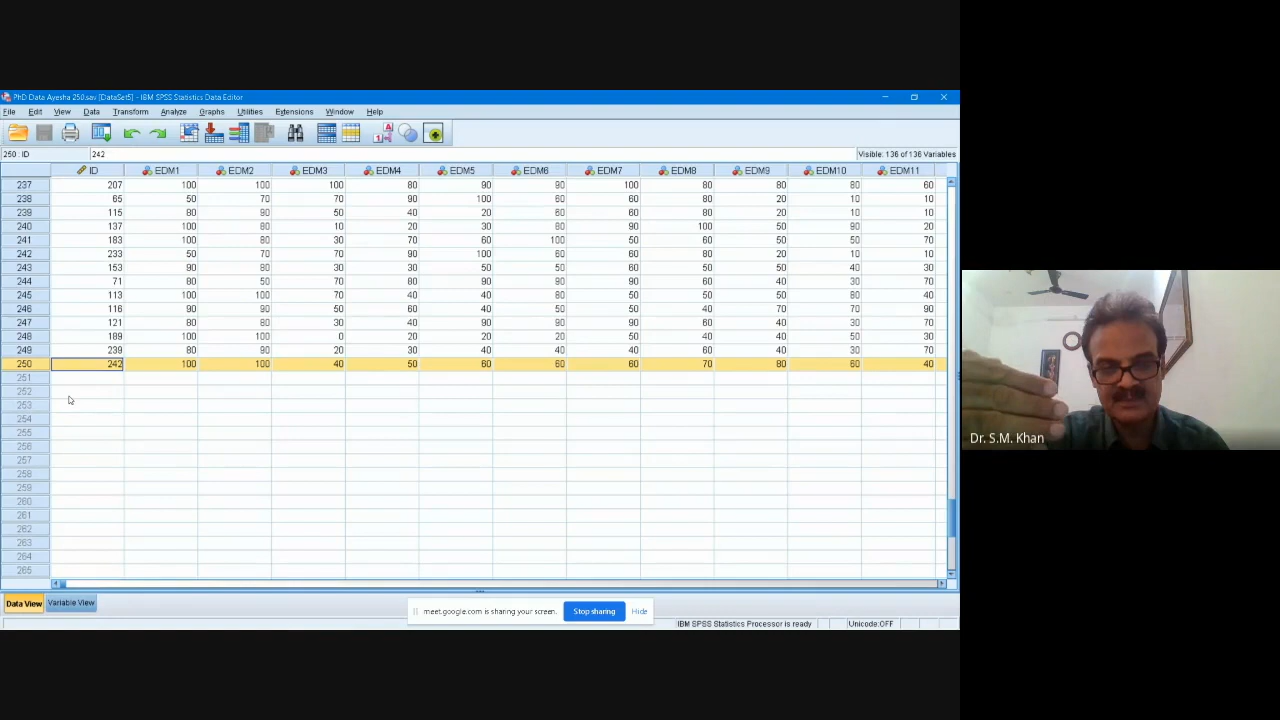 PhD Data Ayesha 250.sav [DataSet5] - IBM SPSS Statistics Data Editor
File Edit View Data Transform Analyze Graphs Utilities Extensions Window Help
250 : ID 242 Visible: 136 of 136 Variables
ID EDM1 EDM2 EDM3 EDM4 EDM5 EDM6 EDM7 EDM8 EDM9 EDM10 EDM11
237 207 100 100 100 80 90 90 100 80 80 80 60
238 65 50 70 70 90 100 60 60 80 20 10 10
239 115 80 90 50 40 20 60 60 80 20 10 10
240 137 100 80 10 20 30 80 90 100 50 90 20
241 183 100 80 30 70 60 100 50 60 50 50 70
242 233 50 70 70 90 100 60 60 80 20 10 10
243 153 90 80 30 30 50 50 60 50 50 40 30
244 71 80 50 70 80 90 90 90 60 40 30 70
245 113 100 100 70 40 40 60 50 50 50 80 40
246 116 90 90 50 60 40 50 50 40 70 70 90
247 121 80 80 30 40 90 90 90 60 40 30 70
248 189 100 100 0 20 20 20 30 50 40 50 30
249 239 80 90 20 30 40 40 40 60 40 30 70
250 242 100 100 40 50 60 60 60 70 80 60 40
251
252
253
254
255
256
257
258
259
260
261
262
263
264
265
Data View Variable View
meet.google.com is sharing your screen. Stop sharing Hide
IBM SPSS Statistics Processor is ready Unicode:OFF
Dr. S.M. Khan